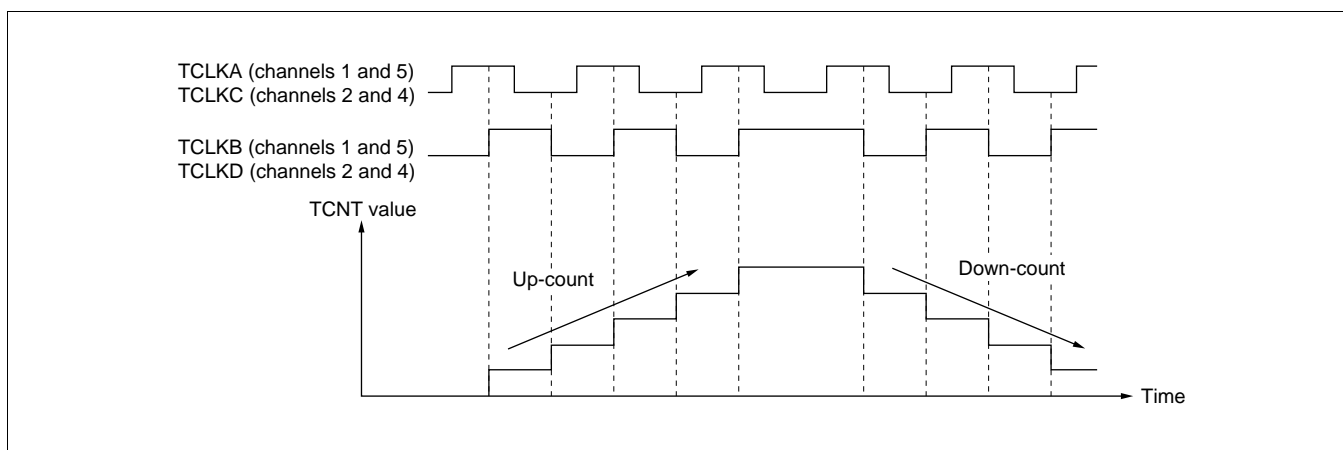 TCLKA (channels 1 and 5)
TCLKC (channels 2 and 4)
TCLKB (channels 1 and 5)
TCLKD (channels 2 and 4)
TCNT value
Up-count
Down-count
Time